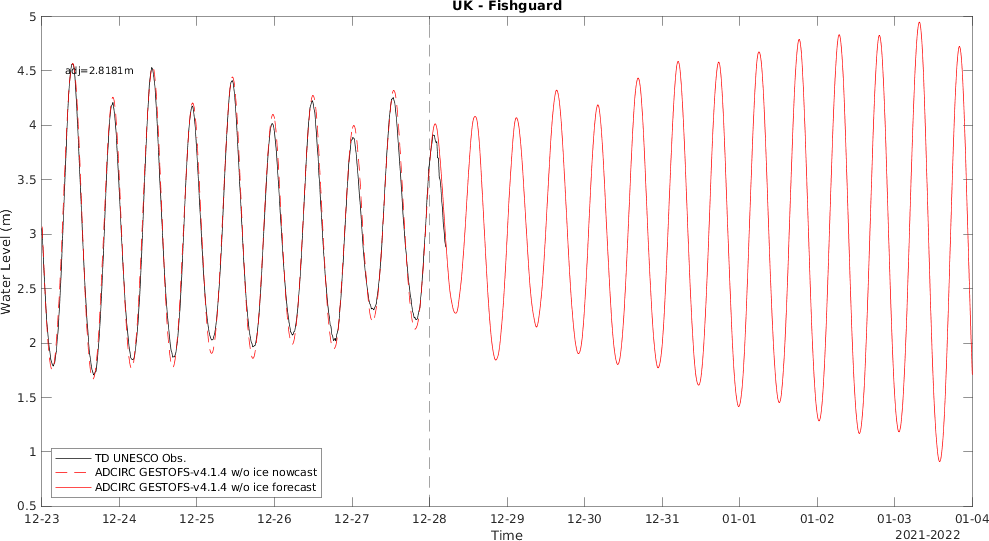 UK - Fishguard
5
4.5
4
3.5
3
2.5
2
1.5
1
0.5
Water Level (m)
adj=2.8181m
TD UNESCO Obs.
ADCIRC GESTOFS-v4.1.4 w/o ice nowcast
ADCIRC GESTOFS-v4.1.4 w/o ice forecast
12-23 12-24 12-25 12-26 12-27 12-28 12-29 12-30 12-31 01-01 01-02 01-03 01-04
Time
2021-2022